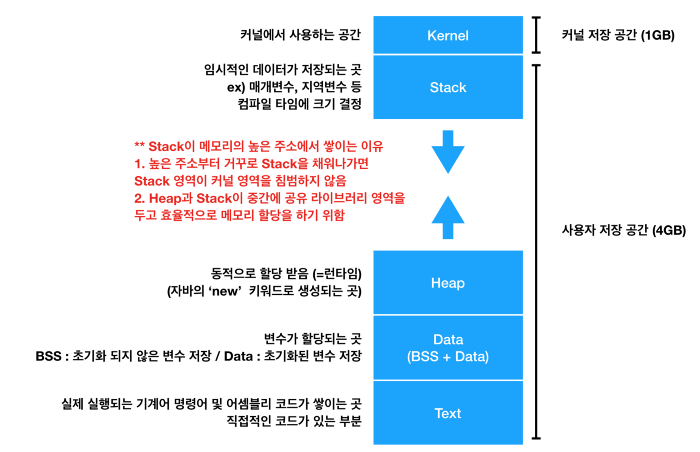 커널에서 사용하는 공간
Kernel
커널 저장 공간 (1GB)
임시적인 데이터가 저장되는 곳
ex) 매개변수, 지역변수 등
컴파일 타임에 크기 결정
Stack
** Stack이 메모리의 높은 주소에서 쌓이는 이유
1. 높은 주소부터 거꾸로 Stack을 채워나가면
Stack 영역이 커널 영역을 침범하지 않음
2. Heap과 Stack이 중간에 공유 라이브러리 영역을
두고 효율적으로 메모리 할당을 하기 위함
사용자 저장 공간 (4GB)
동적으로 할당 받음 (=런타임)
(자바의 ‘new’ 키워드로 생성되는 곳)
Heap
변수가 할당되는 곳
BSS : 초기화 되지 않은 변수 저장 / Data : 초기화된 변수 저장
Data
(BSS + Data)
실제 실행되는 기계어 명령어 및 어셈블리 코드가 쌓이는 곳
직접적인 코드가 있는 부분
Text